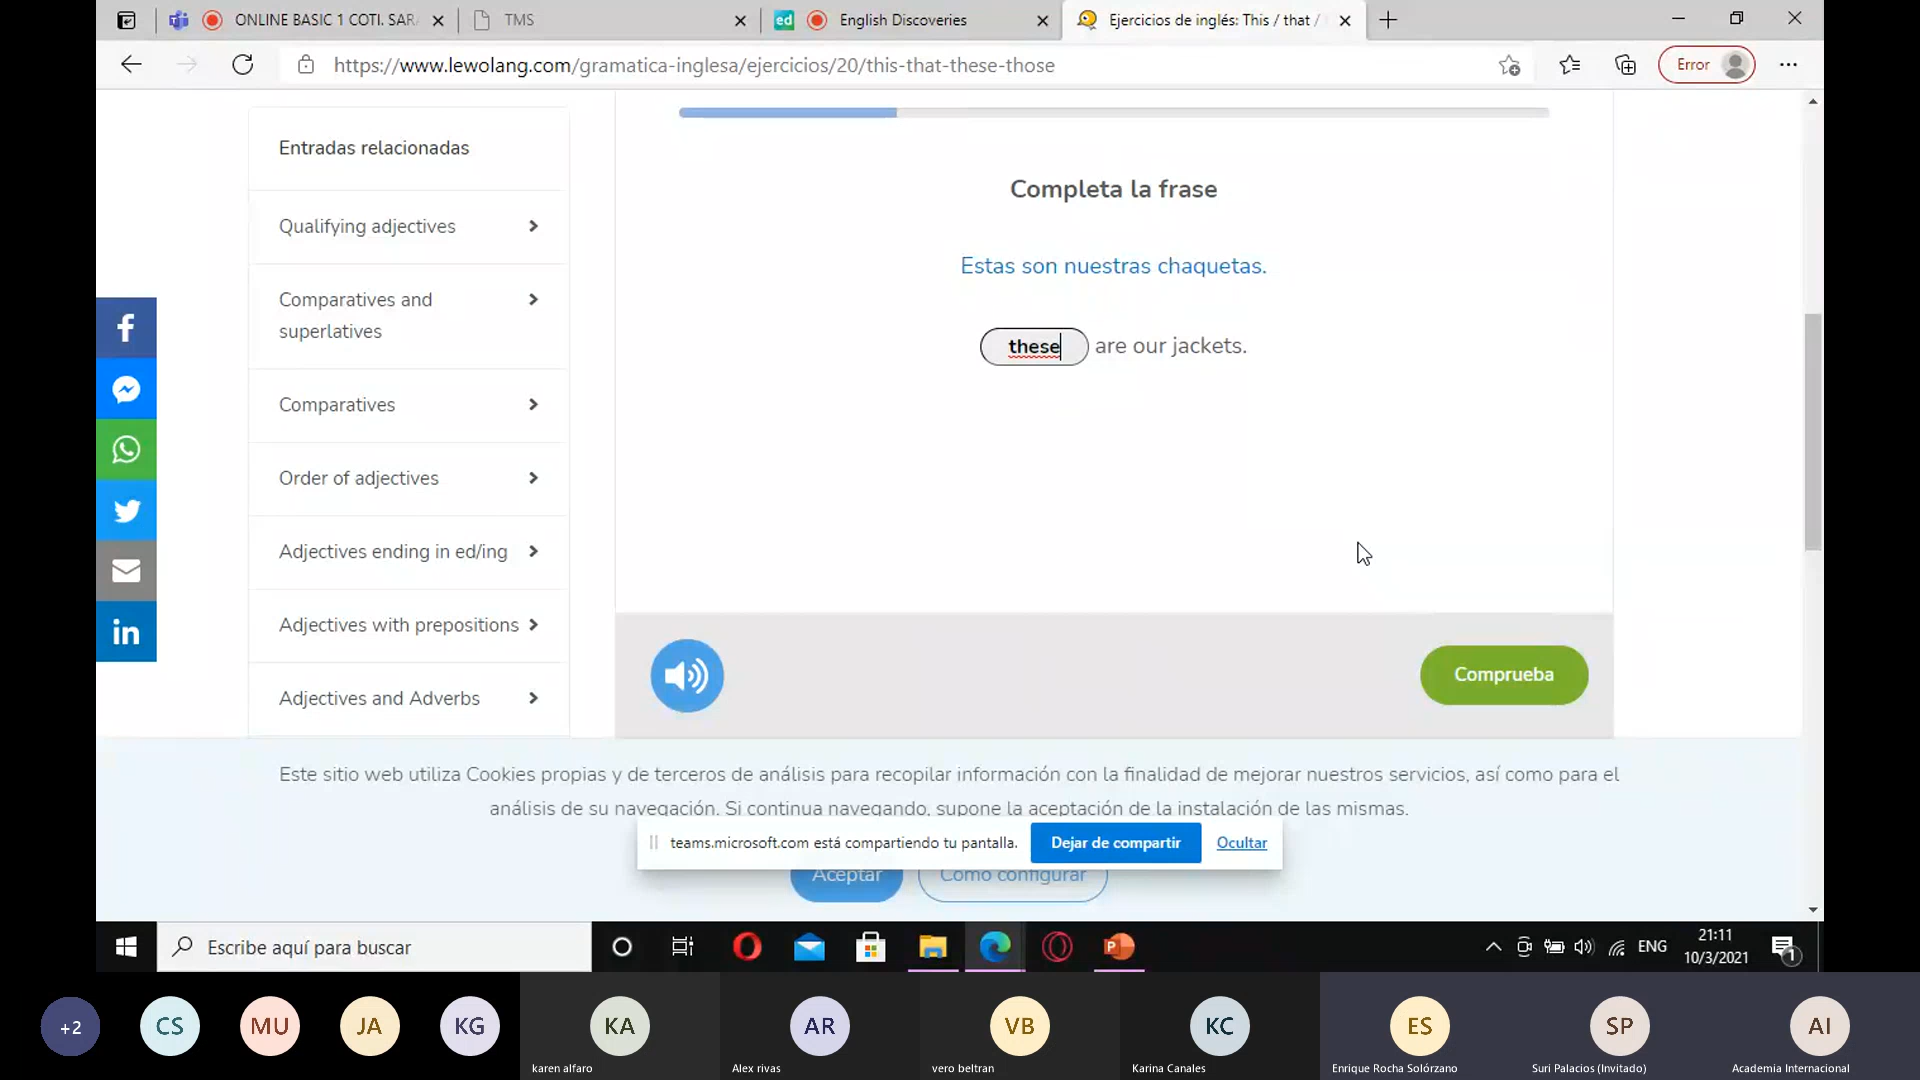 ONLINE BASIC 1 COTI. SAR
TMS
ed
English Discoveries
Ejercicios de inglés: This / that /
https://www.lewolang.com/gramatica-inglesa/ejercicios/20/this-that-these-those
Error
Entradas relacionadas
Qualifying adjectives
Comparatives and
superlatives
Comparatives
Order of adjectives
Adjectives ending in ed/ing
Adjectives with prepositions
Adjectives and Adverbs
Completa la frase
Estas son nuestras chaquetas.
these are our jackets.
Comprueba
Este sitio web utiliza Cookies propias y de terceros de análisis para recopilar información con la finalidad de mejorar nuestros servicios, así como para el
análisis de su navegación. Si continua navegando, supone la aceptación de la instalación de las mismas.
teams.microsoft.com está compartiendo tu pantalla.
Dejar de compartir
Ocultar
Aceptar
Como configurar
Escribe aquí para buscar
ENG
21:11
10/3/2021
1
+2
CS
MU
JA
KG
KA
karen alfaro
AR
Alex rivas
VB
vero beltran
KC
Karina Canales
ES
Enrique Rocha Solórzano
SP
Suri Palacios (Invitado)
AI
Academia Internacional